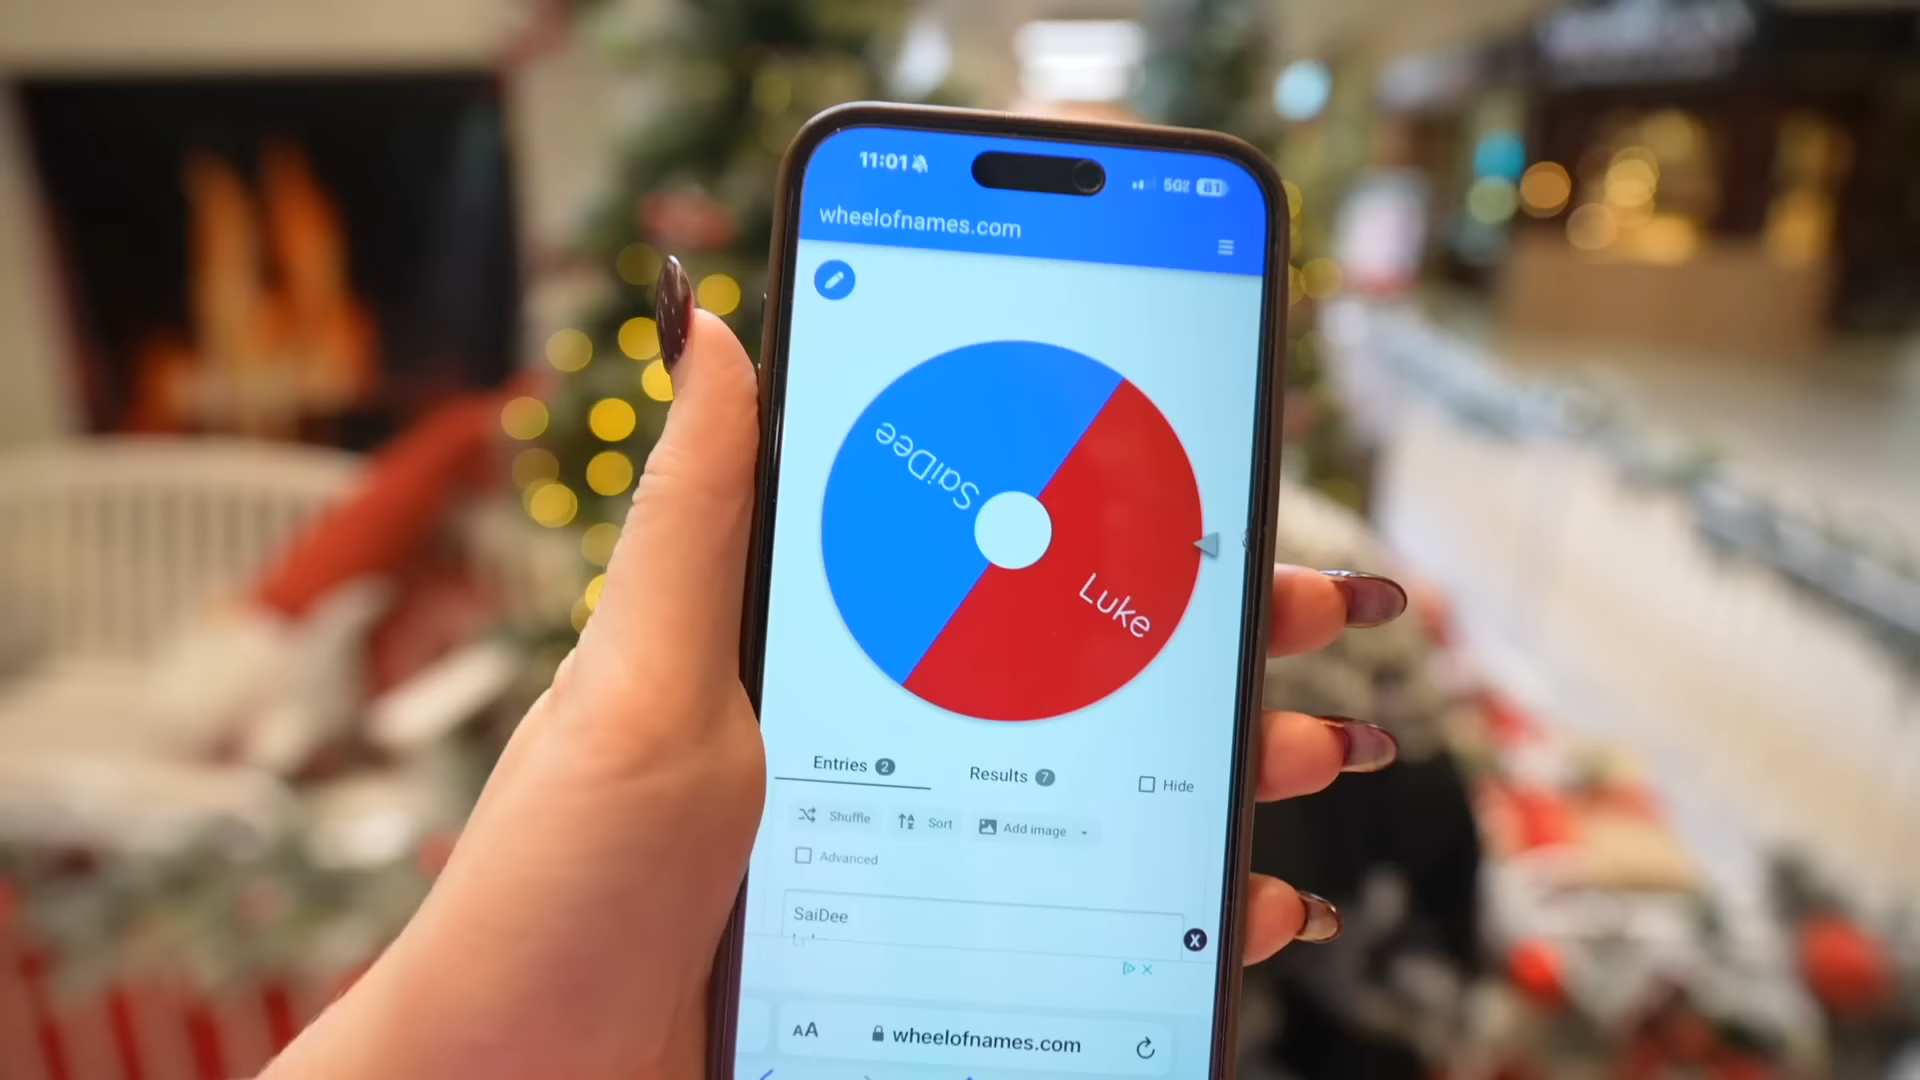 11:01
5G 81
wheelofnames.com
SaiDee
Luke
Entries 2
Results 7
Hide
Shuffle
Sort
Add image
Advanced
SaiDee
X
AA
wheelofnames.com